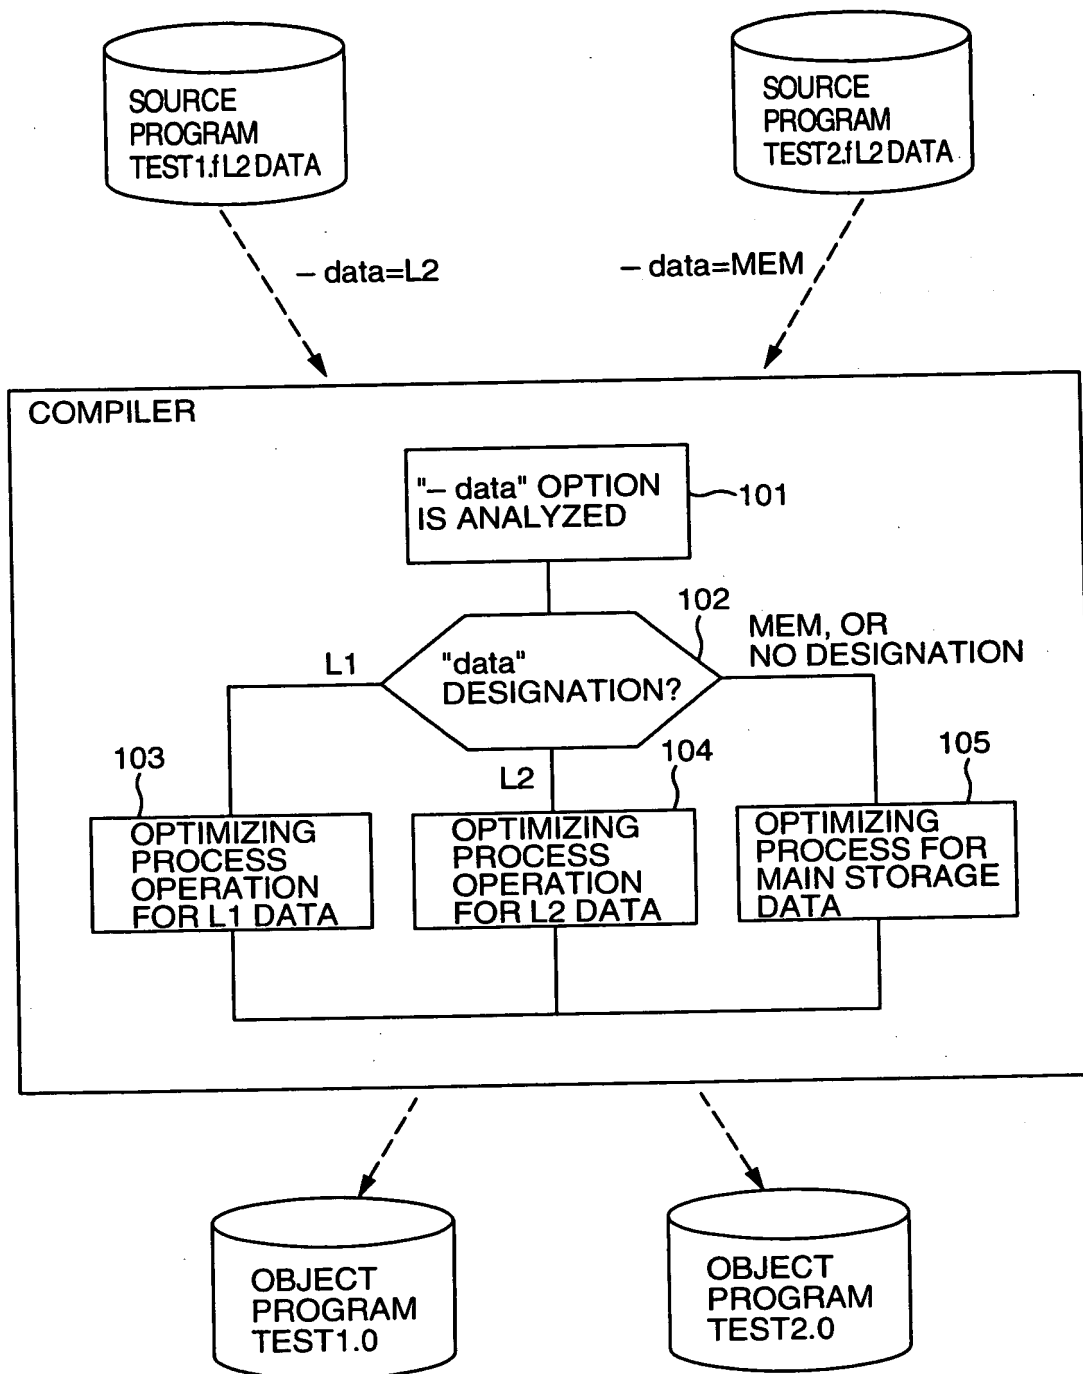 SOURCE
PROGRAM
TEST1.fL2 DATA
SOURCE
PROGRAM
TEST2.fL2 DATA
– data=L2
– data=MEM
COMPILER
"– data" OPTION
IS ANALYZED
101
102
"data"
DESIGNATION?
L1
MEM, OR
NO DESIGNATION
L2
103
104
105
OPTIMIZING
PROCESS
OPERATION
FOR L1 DATA
OPTIMIZING
PROCESS
OPERATION
FOR L2 DATA
OPTIMIZING
PROCESS FOR
MAIN STORAGE
DATA
OBJECT
PROGRAM
TEST1.0
OBJECT
PROGRAM
TEST2.0